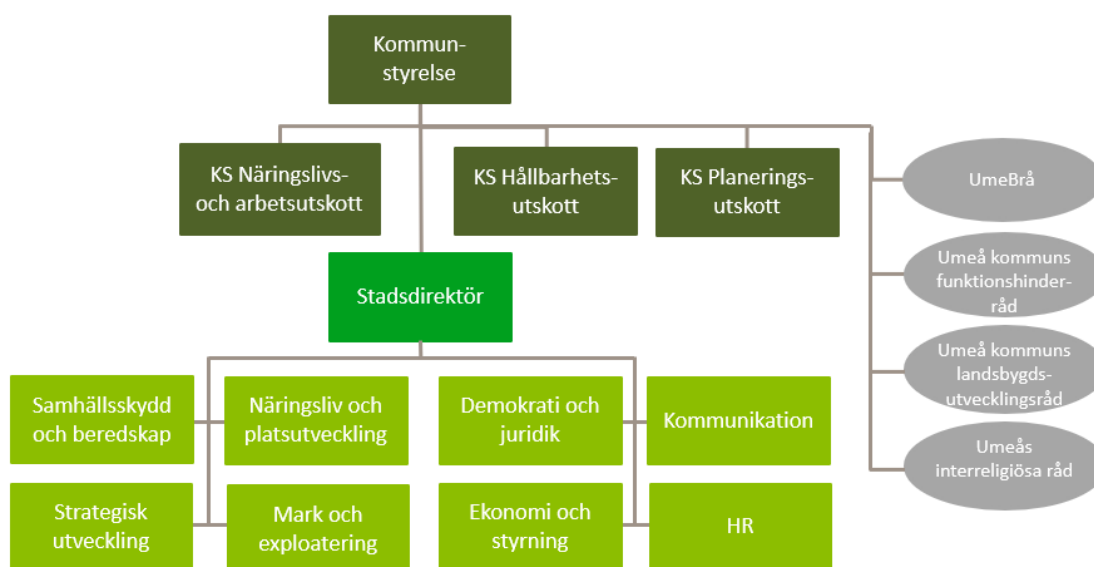 Kommun-
styrelse
KS Näringslivs-
och arbetsutskott
KS Hållbarhets-
utskott
KS Planerings-
utskott
UmeBrå
Umeå kommuns
funktionshinder-
råd
Umeå kommuns
landsbygds-
utvecklingsråd
Umeås
interreligiösa råd
Stadsdirektör
Samhällsskydd
och beredskap
Näringsliv och
platsutveckling
Demokrati och
juridik
Kommunikation
Strategisk
utveckling
Mark och
exploatering
Ekonomi och
styrning
HR